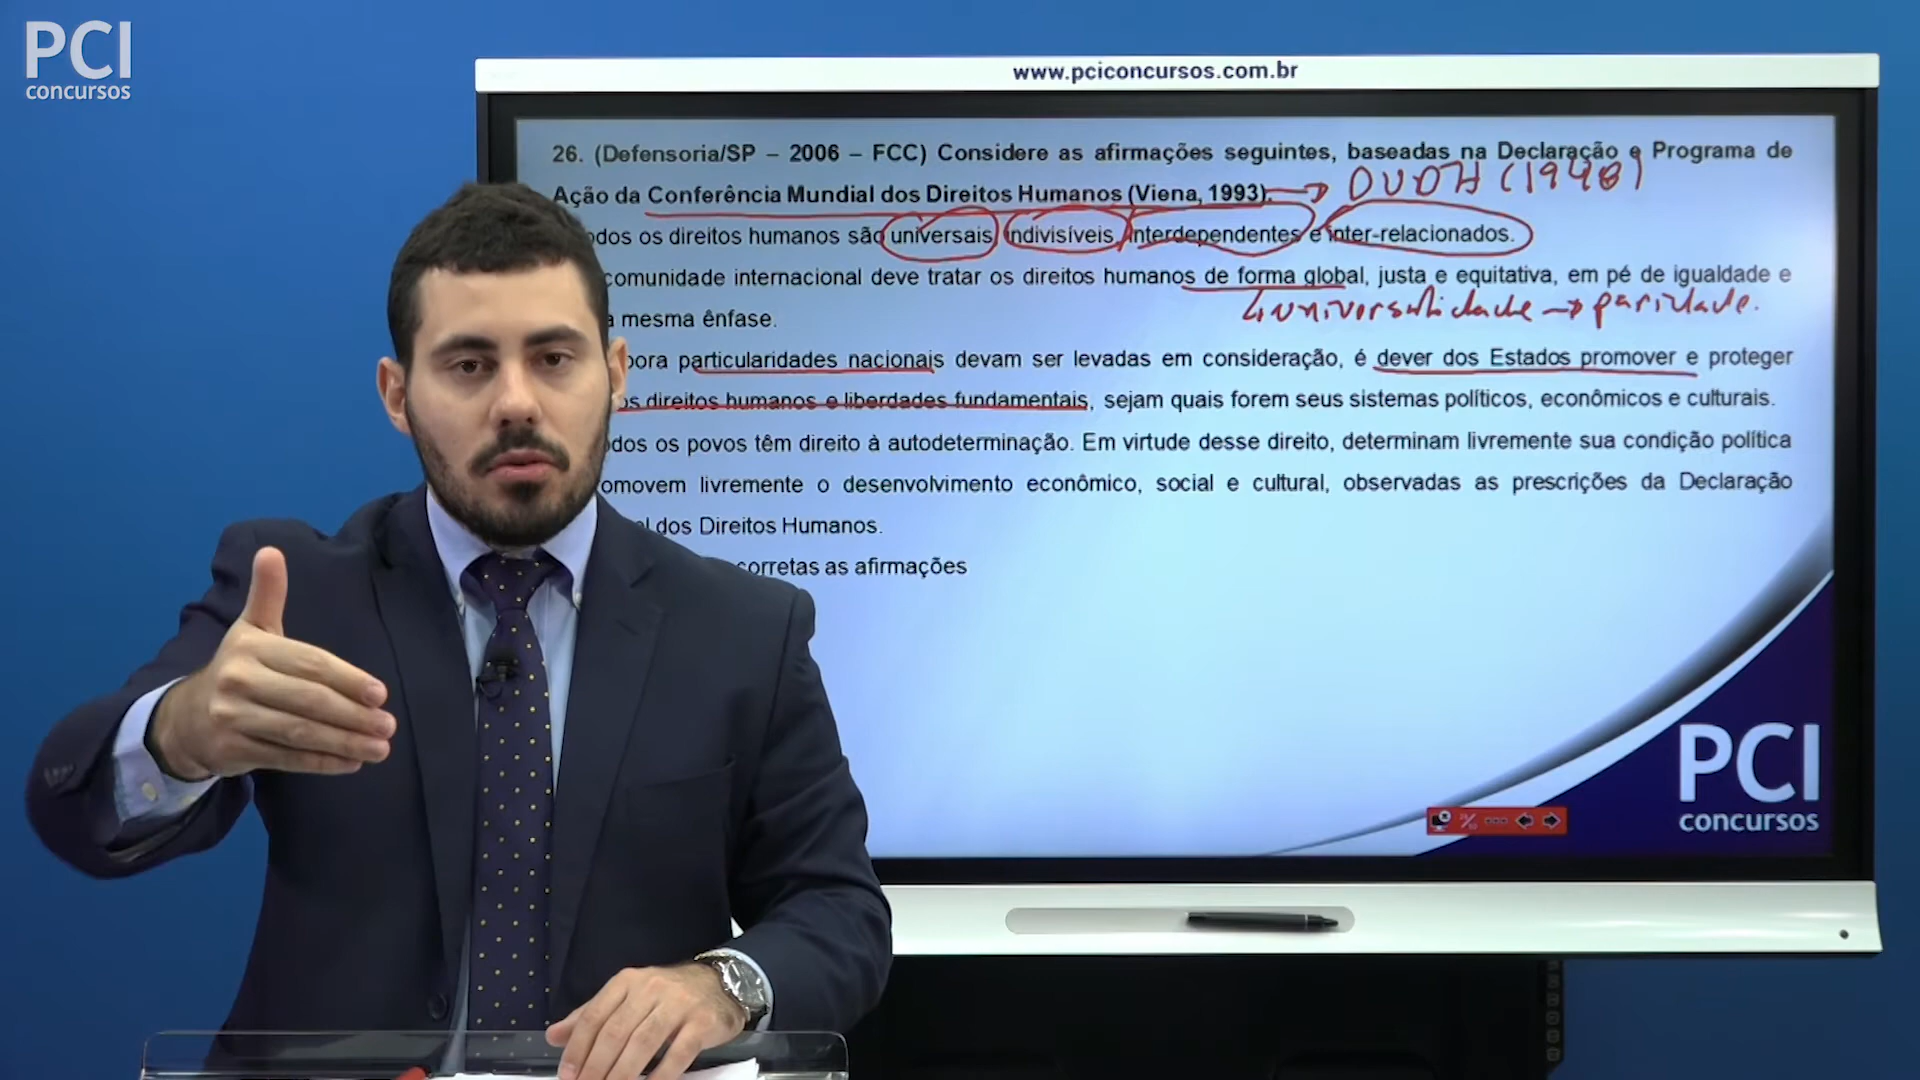 PCI
concursos
www.pciconcursos.com.br
26. (Defensoria/SP – 2006 – FCC) Considere as afirmações seguintes, baseadas na Declaração e Programa de
Ação da Conferência Mundial dos Direitos Humanos (Viena, 1993).
DUDH (1948)
os direitos humanos são universais, indivisíveis, interdependentes e inter-relacionados.
comunidade internacional deve tratar os direitos humanos de forma global, justa e equitativa, em pé de igualdade e
universalidade → paridade.
mesma ênfase.
particularidades nacionais devam ser levadas em consideração, é dever dos Estados promover e proteger
os direitos humanos e liberdades fundamentais, sejam quais forem seus sistemas políticos, econômicos e culturais.
os povos têm direito à autodeterminação. Em virtude desse direito, determinam livremente sua condição política
livremente o desenvolvimento econômico, social e cultural, observadas as prescrições da Declaração
dos Direitos Humanos.
corretas as afirmações
PCI
concursos